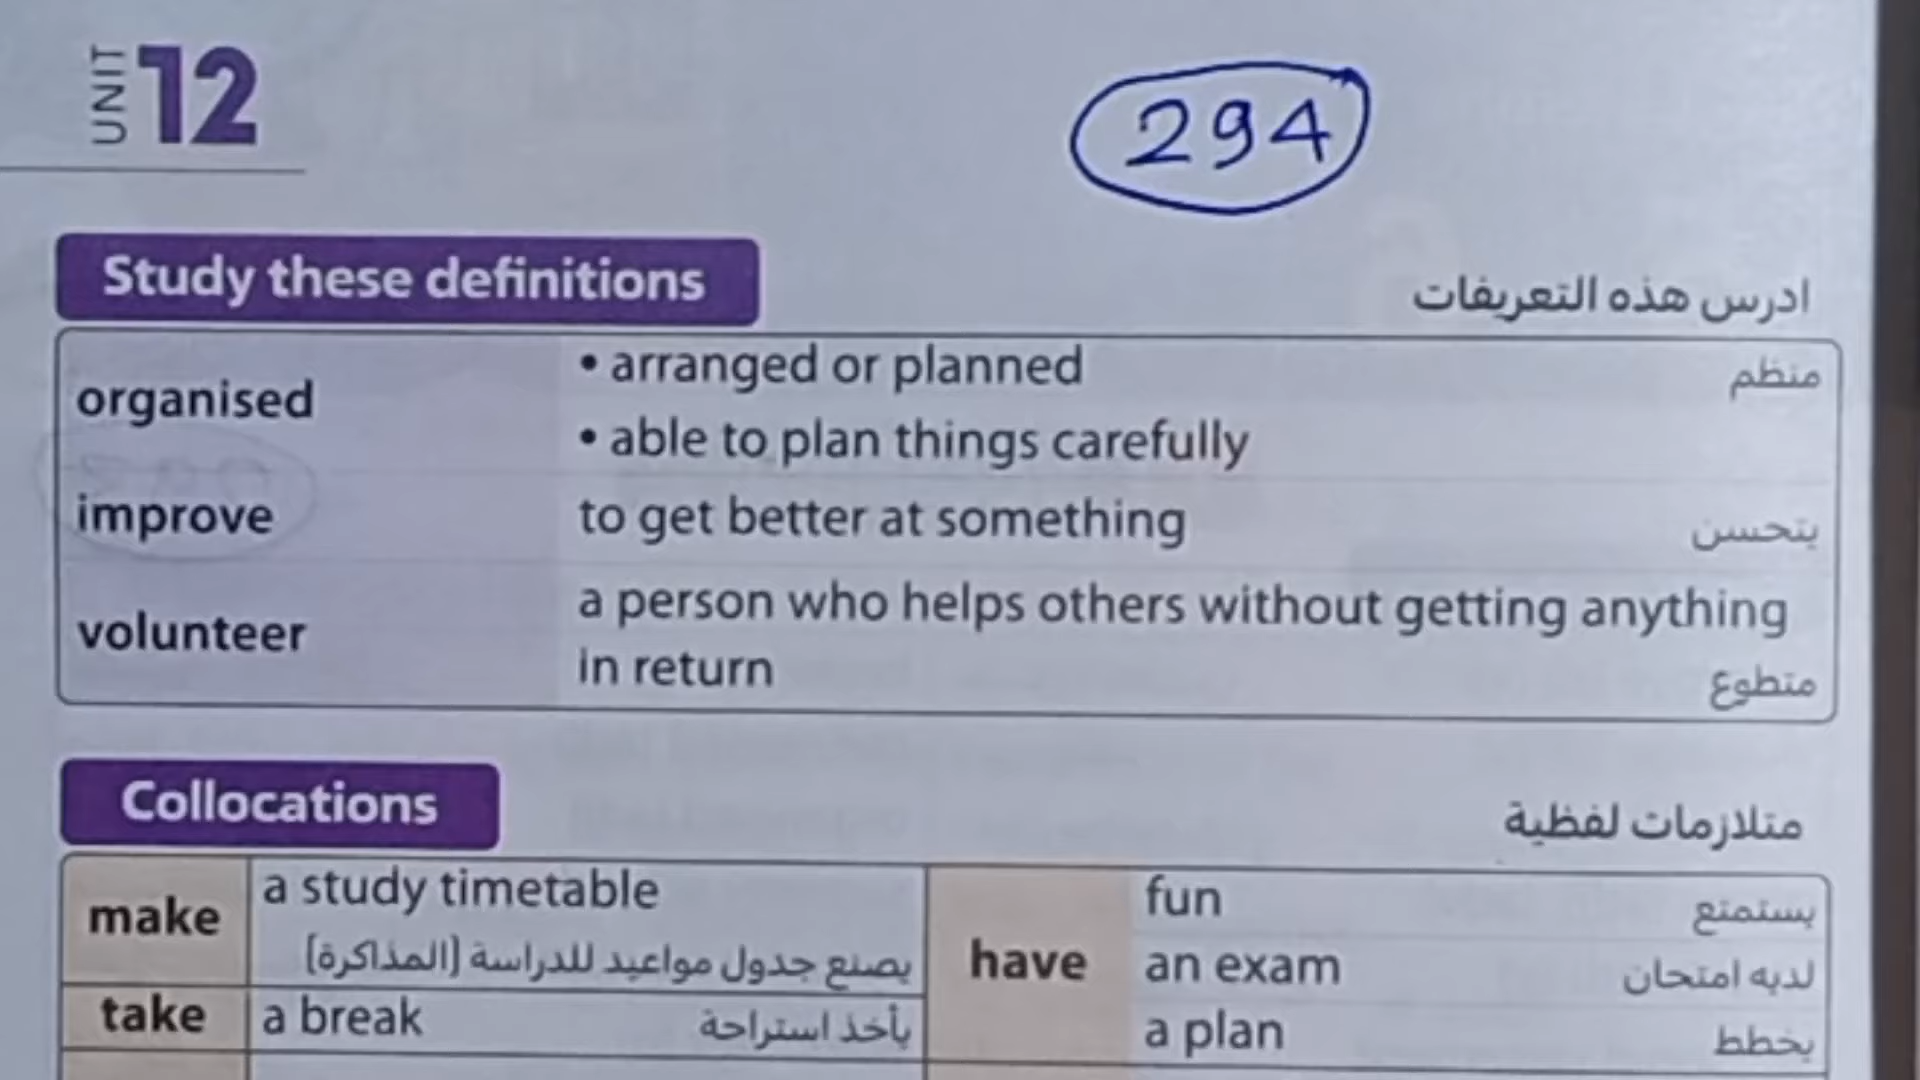 UNIT 12
294
Study these definitions
ادرس هذه التعريفات
organised
• arranged or planned
منظم
• able to plan things carefully
improve
to get better at something
يتحسن
volunteer
a person who helps others without getting anything
in return
متطوع
Collocations
متلازمات لفظية
make
a study timetable
يصنع جدول مواعيد للدراسة (المذاكرة)
take
a break
يأخذ استراحة
have
fun
يستمتع
an exam
لديه امتحان
a plan
يخطط